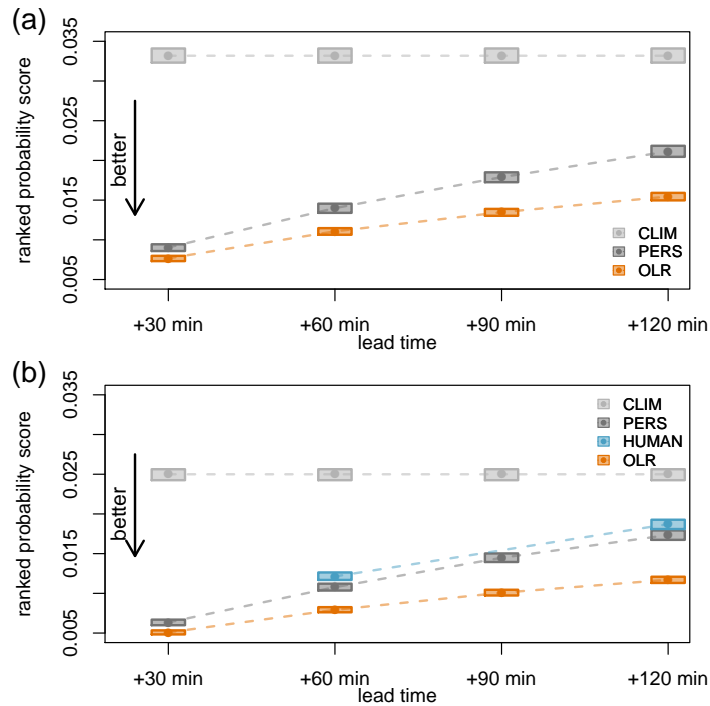 (a)
ranked probability score
0.035
0.025
0.015
0.005
better
CLIM
PERS
OLR
+30 min
+60 min
+90 min
+120 min
lead time
(b)
ranked probability score
0.035
0.025
0.015
0.005
better
CLIM
PERS
HUMAN
OLR
+30 min
+60 min
+90 min
+120 min
lead time